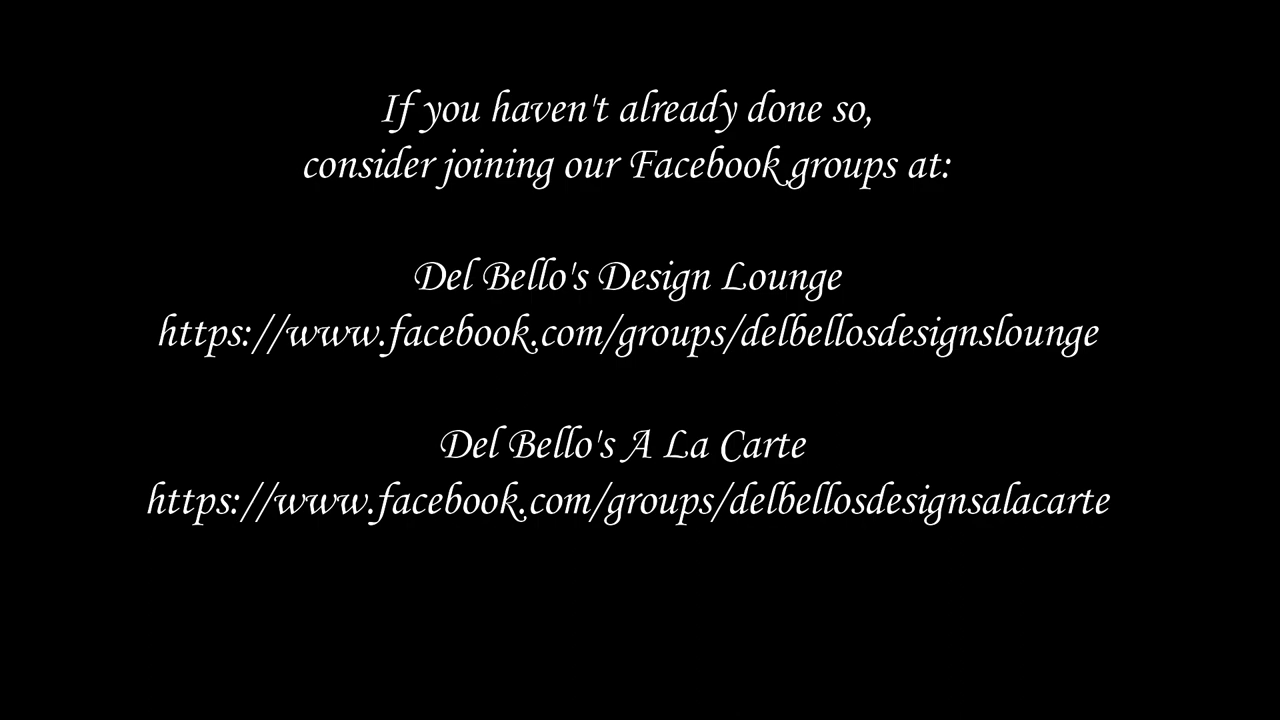 If you haven't already done so,
consider joining our Facebook groups at:
Del Bello's Design Lounge
https://www.facebook.com/groups/delbellosdesignslounge
Del Bello's A La Carte
https://www.facebook.com/groups/delbellosdesignsalacarte